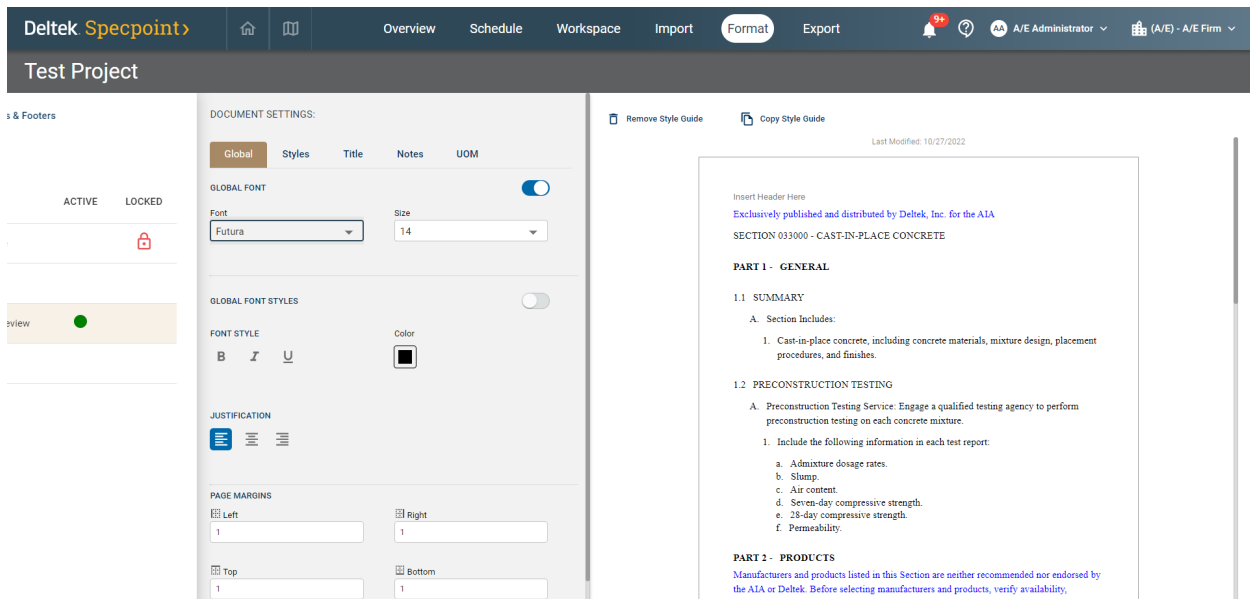 Deltek Specpoint
Overview
Schedule
Workspace
Import
Format
Export
9+
AA
A/E Administrator
(A/E) - A/E Firm
Test Project
s & Footers
ACTIVE
LOCKED
eview
DOCUMENT SETTINGS:
Global
Styles
Title
Notes
UOM
GLOBAL FONT
Font
Size
Futura
14
GLOBAL FONT STYLES
FONT STYLE
Color
B I U
JUSTIFICATION
PAGE MARGINS
Left
Right
1
1
Top
Bottom
1
1
Remove Style Guide
Copy Style Guide
Last Modified: 10/27/2022
Insert Header Here
Exclusively published and distributed by Deltek, Inc. for the AIA
SECTION 033000 - CAST-IN-PLACE CONCRETE
PART 1 - GENERAL
1.1 SUMMARY
A. Section Includes:
1. Cast-in-place concrete, including concrete materials, mixture design, placement
procedures, and finishes.
1.2 PRECONSTRUCTION TESTING
A. Preconstruction Testing Service: Engage a qualified testing agency to perform
preconstruction testing on each concrete mixture.
1. Include the following information in each test report:
a. Admixture dosage rates.
b. Slump.
c. Air content.
d. Seven-day compressive strength.
e. 28-day compressive strength.
f. Permeability.
PART 2 - PRODUCTS
Manufacturers and products listed in this Section are neither recommended nor endorsed by
the AIA or Deltek. Before selecting manufacturers and products, verify availability,